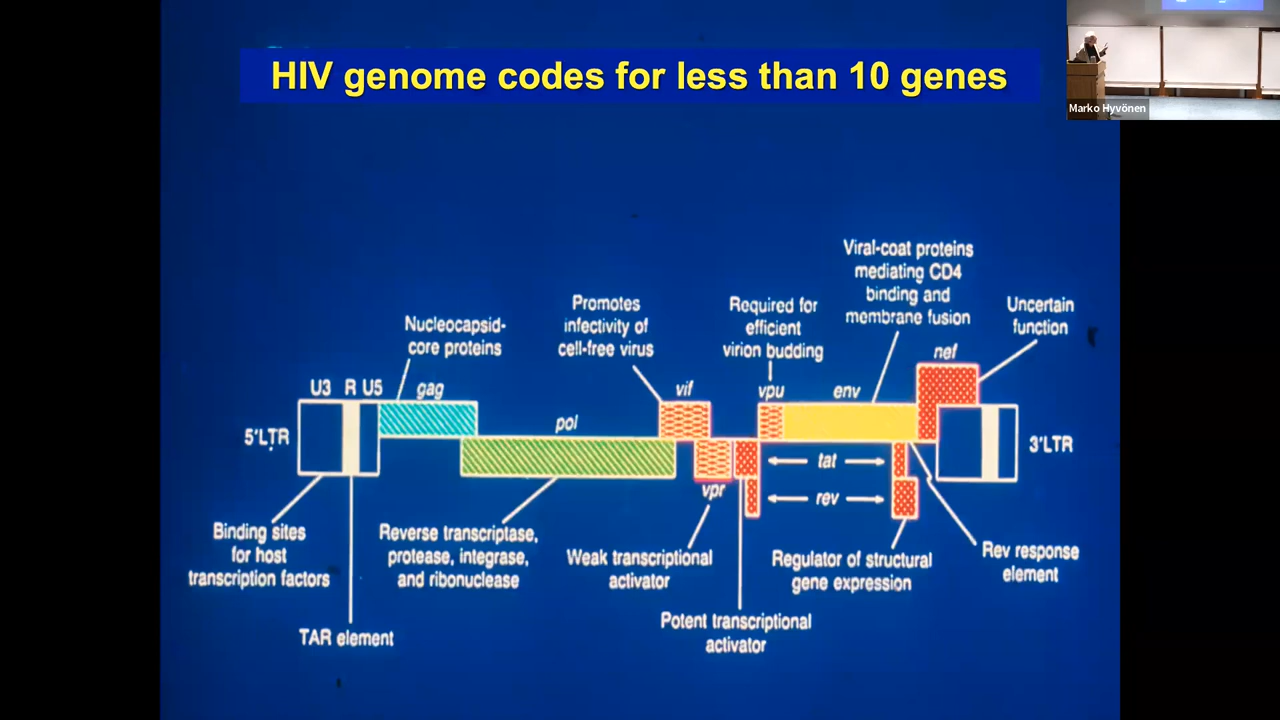 HIV genome codes for less than 10 genes
Marko Hyvönen
Viral-coat proteins
mediating CD4
binding and
membrane fusion
Promotes
infectivity of
cell-free virus
Required for
efficient
virion budding
Uncertain
function
Nucleocapsid-
core proteins
U3 R U5 gag
pol
vif
vpu
env
nef
5'LTR
3'LTR
tat
rev
vpr
Binding sites
for host
transcription factors
TAR element
Reverse transcriptase,
protease, integrase,
and ribonuclease
Weak transcriptional
activator
Potent transcriptional
activator
Regulator of structural
gene expression
Rev response
element